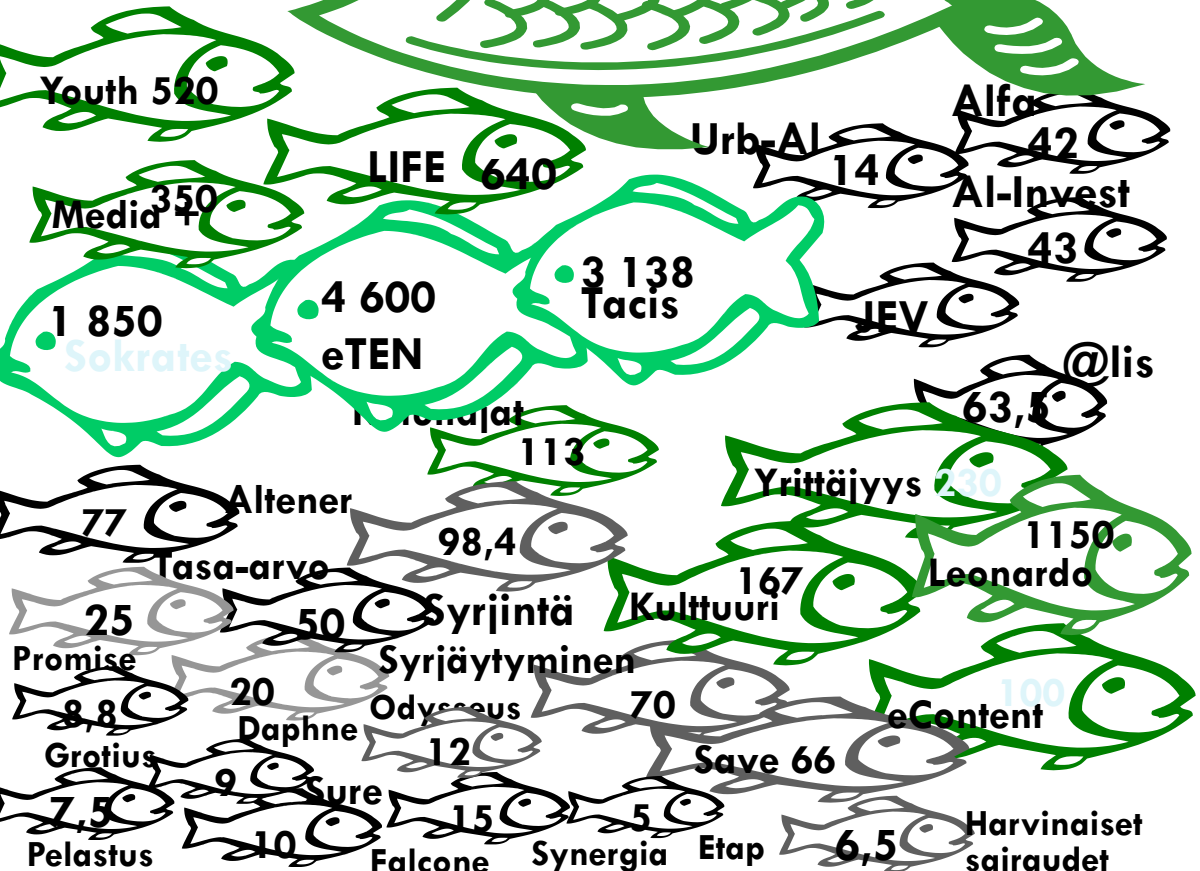 Youth 520
LIFE 640
Alfa
42
Urb-Al
14
350
Media +
Al-Invest
43
3 138
Tacis
4 600
eTEN
1 850
Sokrates
JEV
@lis
63,5
113
Yrittäjyys 230
77
Altener
98,4
1150
Leonardo
Tasa-arvo
167
Kulttuuri
25
50
Syrjintä
Promise
Syrjäytyminen
20
70
100
eContent
8,8
Odysseus
Daphne
12
Grotius
Save 66
9
Sure
7,5
10
15
5
6,5
Harvinaiset
sairaudet
Pelastus
Falcone
Synergia
Etap